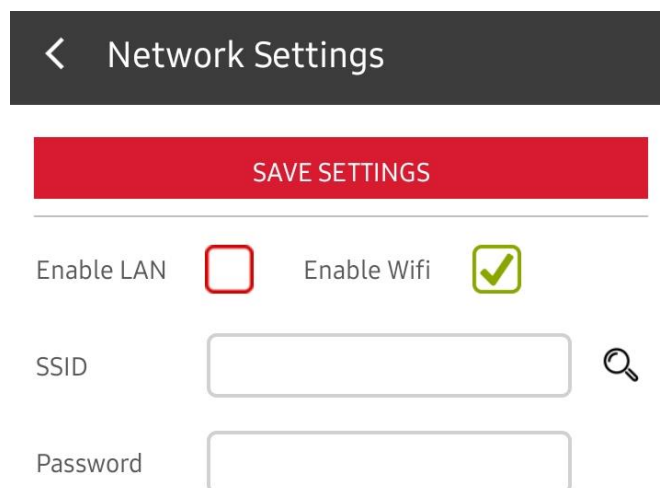 Network Settings
SAVE SETTINGS
Enable LAN Enable Wifi
SSID
Password